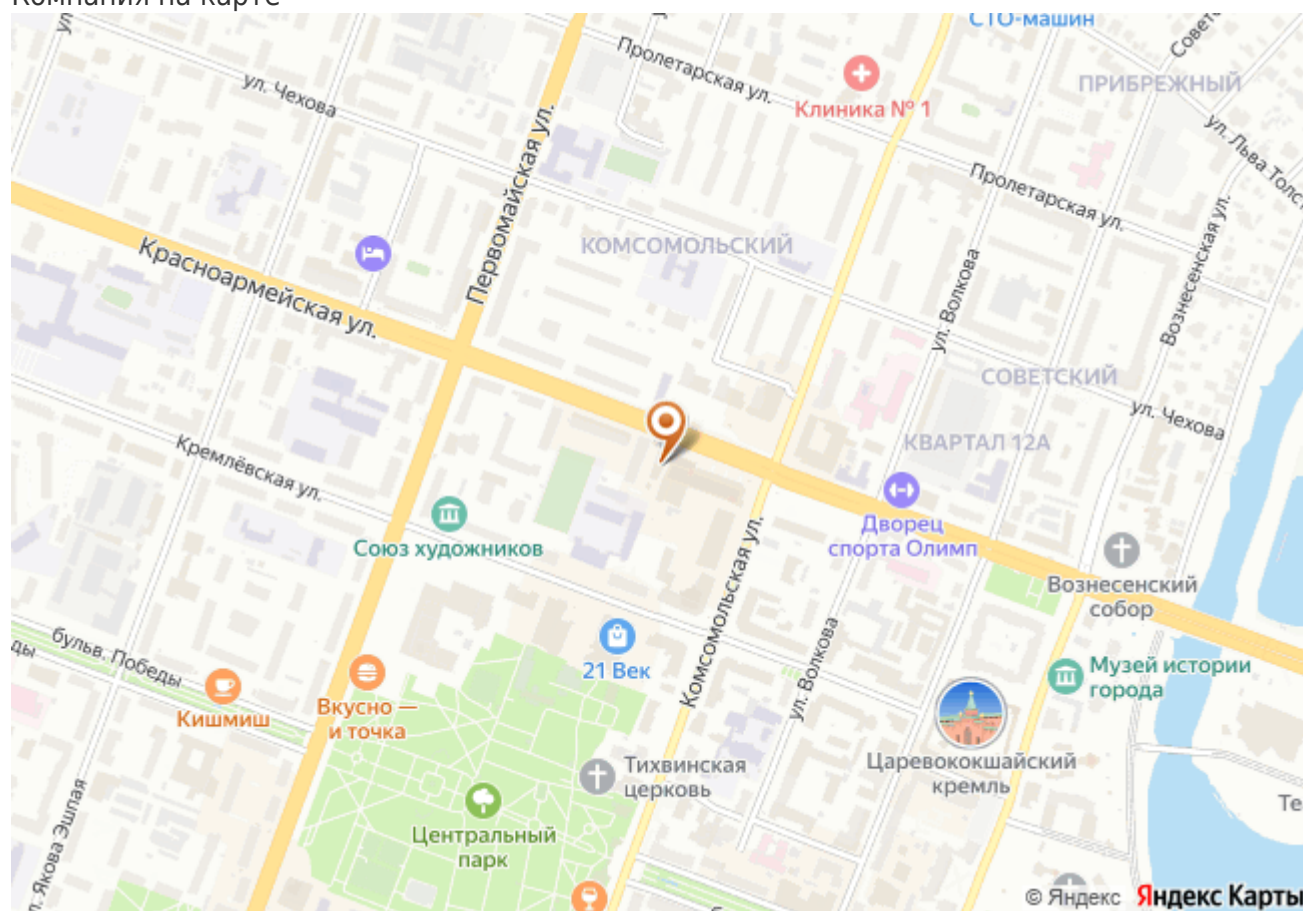 Компания на карте
СТО-машин
Советс
Пролетарская ул.
ПРИБРЕЖНЫЙ
ул. Чехова
Клиника № 1
ул. Льва Толст
Первомайская ул.
Пролетарская ул.
Вознесенская ул.
КОМСОМОЛЬСКИЙ
Красноармейская ул.
ул. Волкова
СОВЕТСКИЙ
ул. Чехова
КВАРТАЛ 12А
Кремлёвская ул.
Дворец
спорта Олимп
Союз художников
Комсомольская ул.
Вознесенский
собор
бульв. Победы
ды
21 Век
ул. Волкова
Музей истории
города
Кишмиш
Вкусно —
и точка
Тихвинская
церковь
Царевококшайский
кремль
Те
Центральный
парк
л. Якова Эшпая
© Яндекс Яндекс Карты